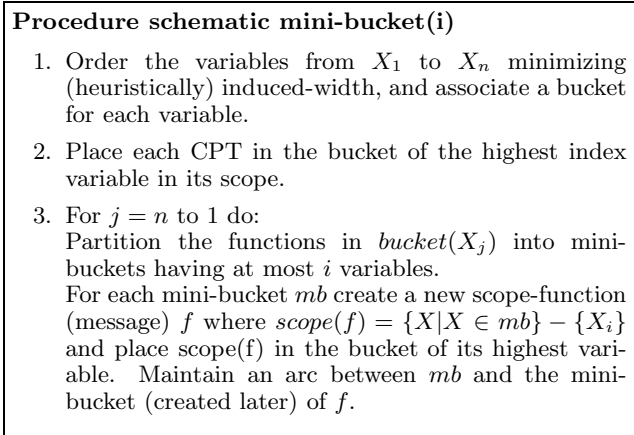 Procedure schematic mini-bucket(i)
1. Order the variables from X₁ to Xₙ minimizing
(heuristically) induced-width, and associate a bucket
for each variable.
2. Place each CPT in the bucket of the highest index
variable in its scope.
3. For j = n to 1 do:
Partition the functions in bucket(Xⱼ) into mini-
buckets having at most i variables.
For each mini-bucket mb create a new scope-function
(message) f where scope(f) = {X|X ∈ mb} − {Xᵢ}
and place scope(f) in the bucket of its highest vari-
able. Maintain an arc between mb and the mini-
bucket (created later) of f.